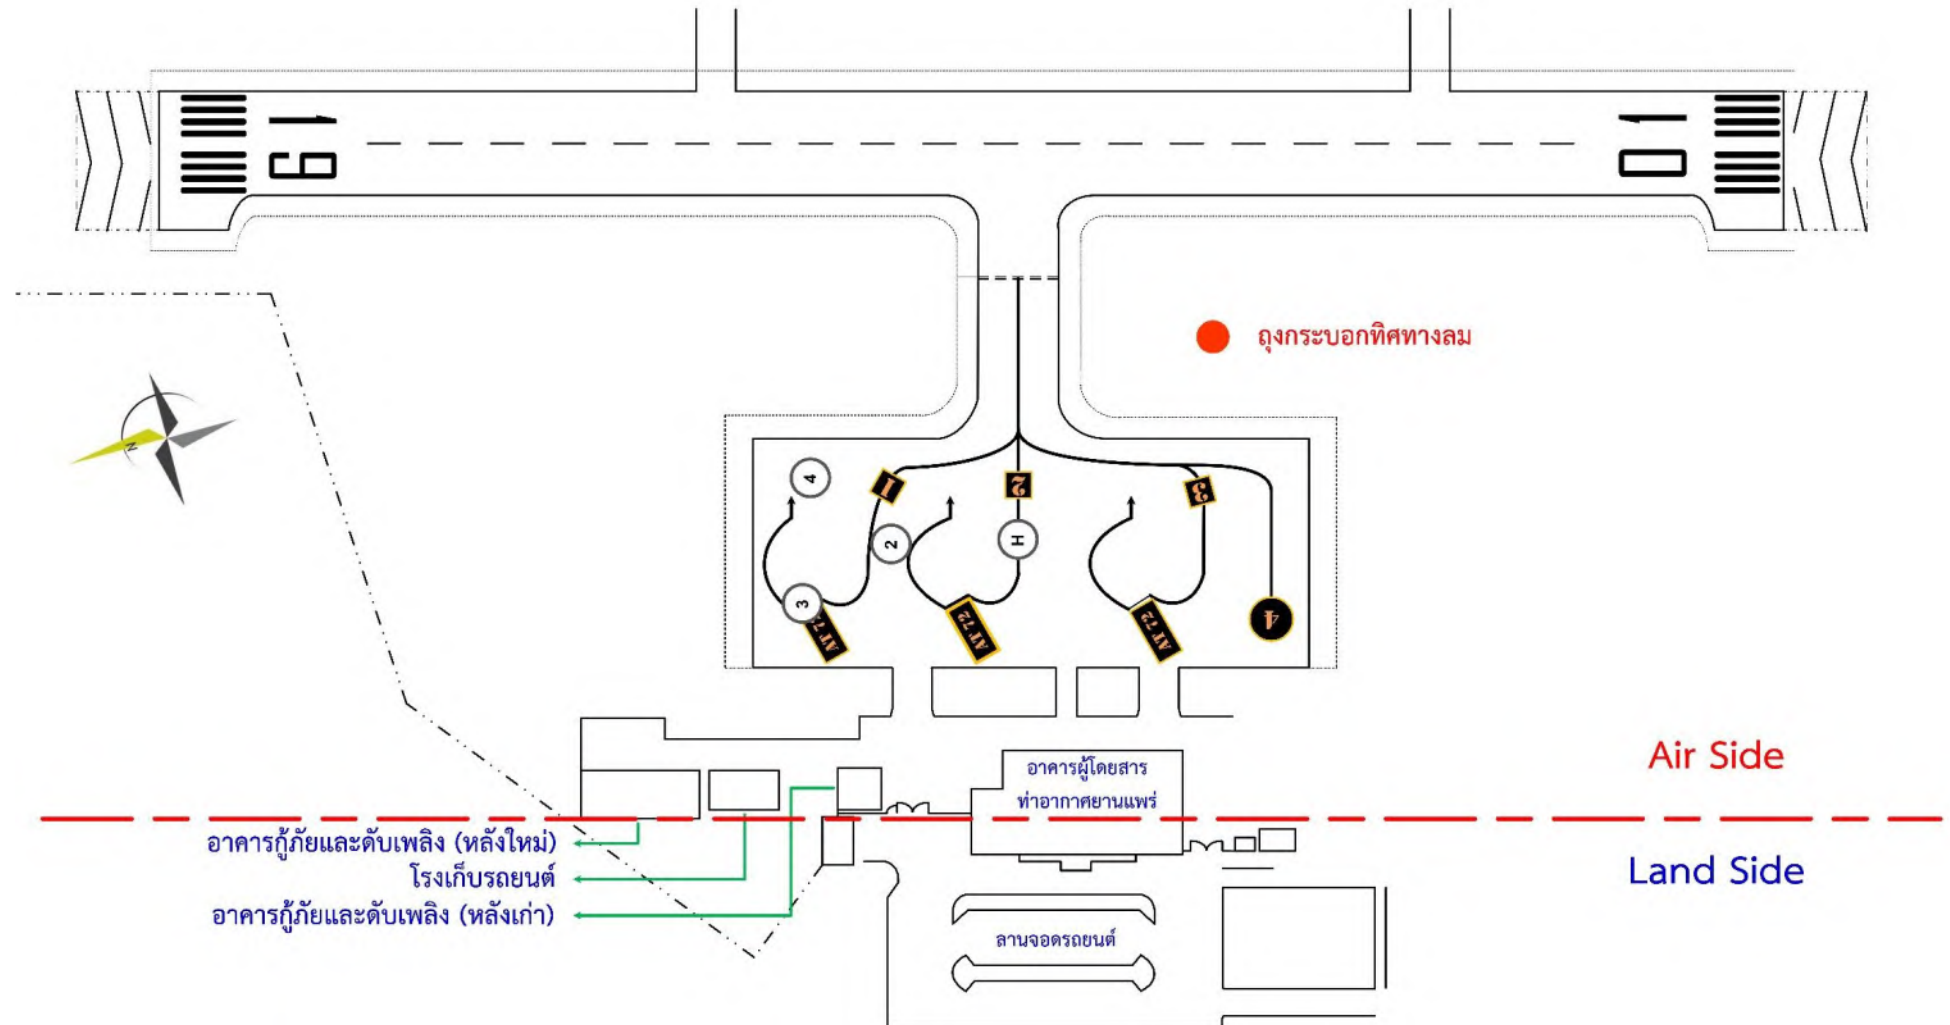 19
01
ถุงกระบอกทิศทางลม
N
4
1
2
3
2
H
3
AT 72
AT 72
AT 72
4
Air Side
อาคารผู้โดยสาร
ท่าอากาศยานแพร่
อาคารกู้ภัยและดับเพลิง (หลังใหม่)
โรงเก็บรถยนต์
อาคารกู้ภัยและดับเพลิง (หลังเก่า)
Land Side
ลานจอดรถยนต์